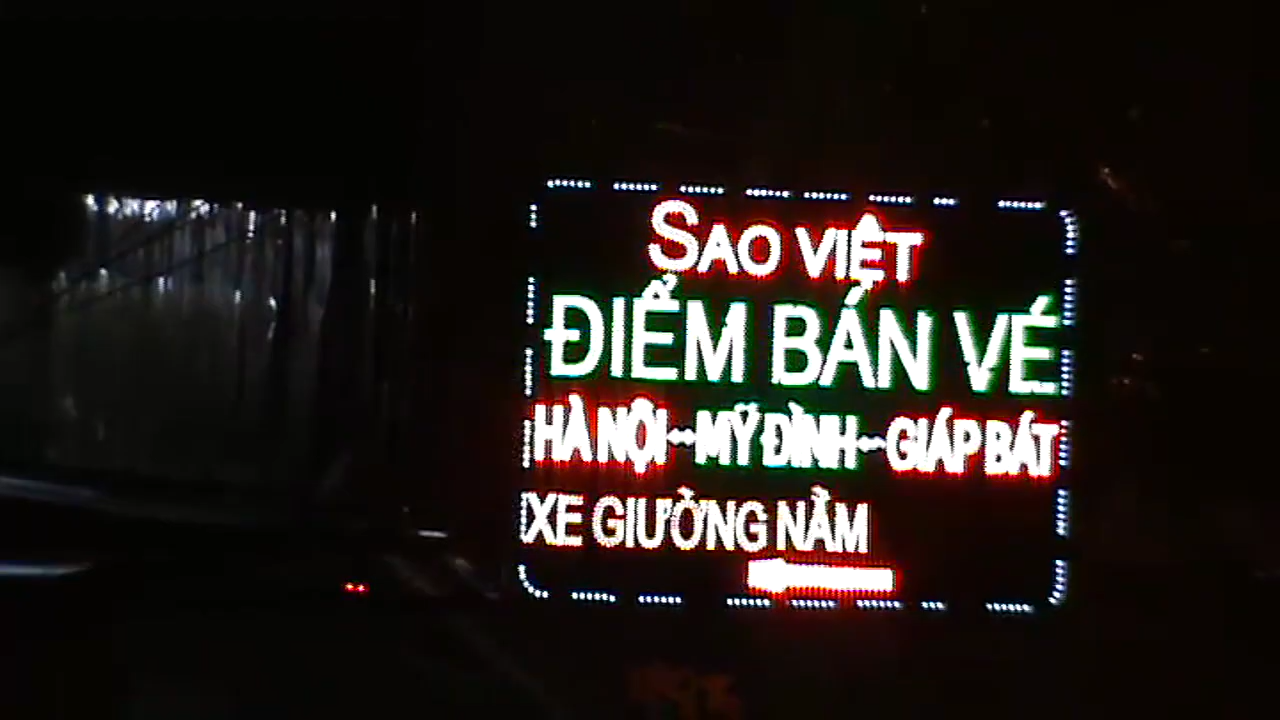 SAO VIỆT
ĐIỂM BÁN VÉ
HÀ NỘI-MỸ ĐÌNH-GIÁP BÁT
XE GIƯỜNG NẰM